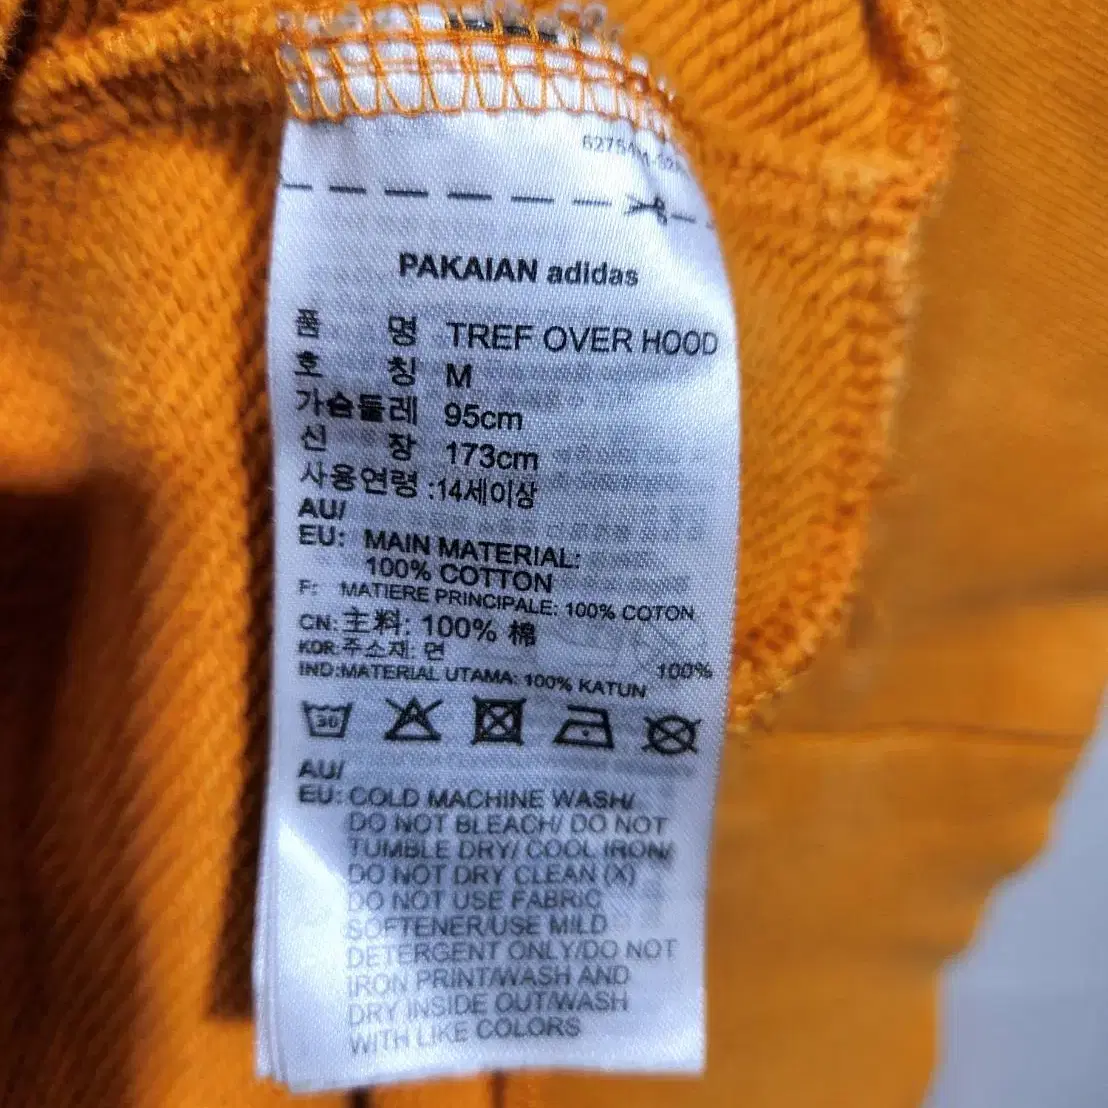 PAKAIAN adidas
품 명 TREF OVER HOOD
호 칭 M
가슴둘레 95cm
신 장 173cm
사용연령 :14세이상
AU/
EU: MAIN MATERIAL:
100% COTTON
F: MATIERE PRINCIPALE: 100% COTON
CN: 主料: 100% 棉
KOR:주소재: 면 100%
IND:MATERIAL UTAMA: 100% KATUN
30
AU/
EU: COLD MACHINE WASH/
DO NOT BLEACH/ DO NOT
TUMBLE DRY/ COOL IRON/
DO NOT DRY CLEAN (X)
DO NOT USE FABRIC
SOFTENER/USE MILD
DETERGENT ONLY/DO NOT
IRON PRINT/WASH AND
DRY INSIDE OUT/WASH
WITH LIKE COLORS